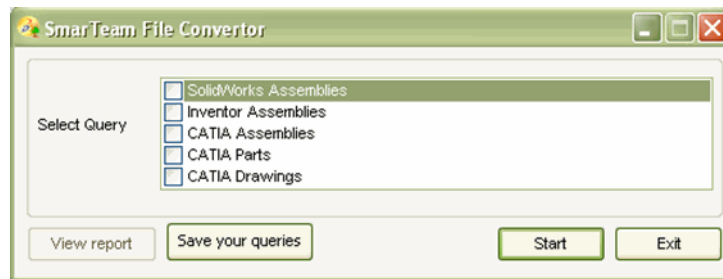 SmarTeam File Convertor
Select Query
SolidWorks Assemblies
Inventor Assemblies
CATIA Assemblies
CATIA Parts
CATIA Drawings
View report
Save your queries
Start
Exit